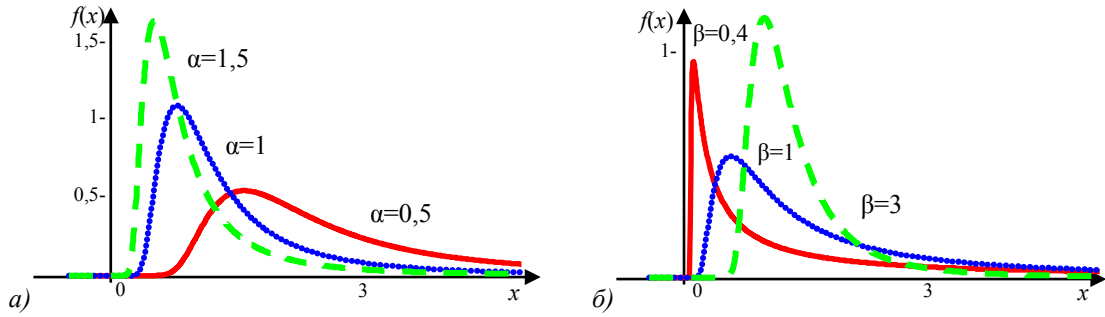 f(x)
1,5-
α=1,5
1-
α=1
0,5-
α=0,5
0
3
x
а)
f(x)
β=0,4
1-
β=1
β=3
0
3
x
б)